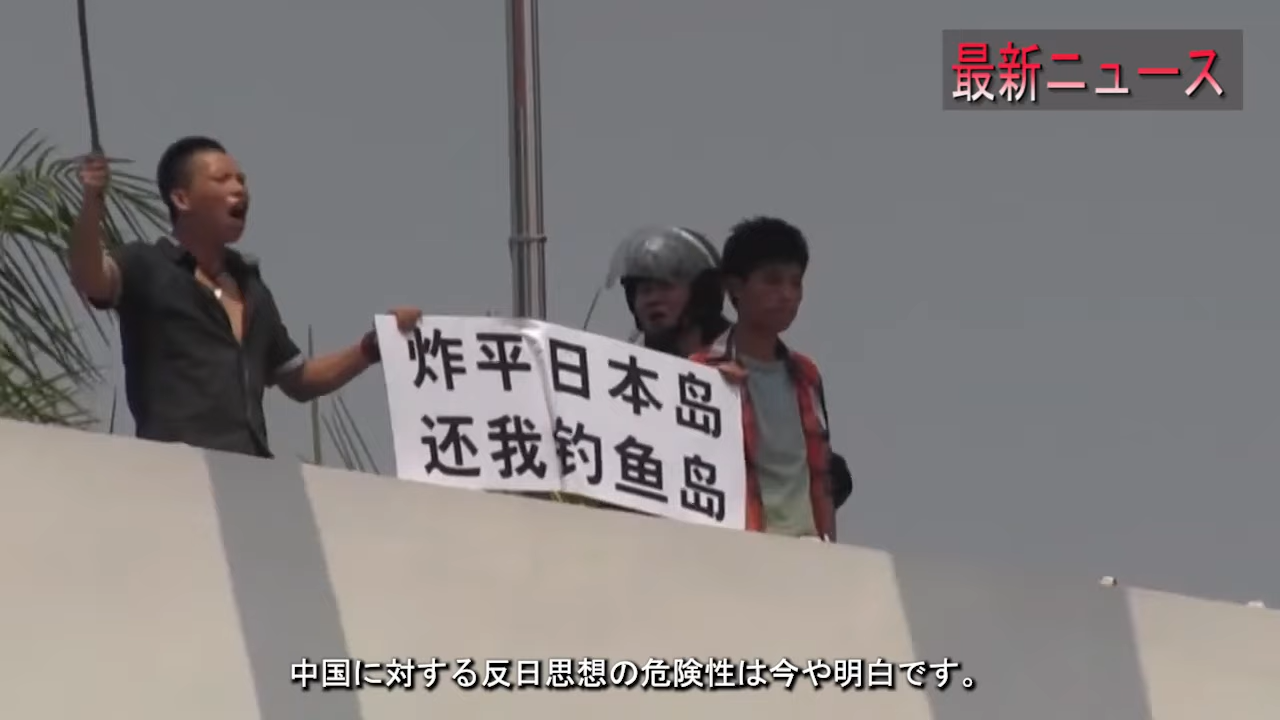 最新ニュース
炸平日本岛
还我钓鱼岛
中国に対する反日思想の危険性は今や明白です。